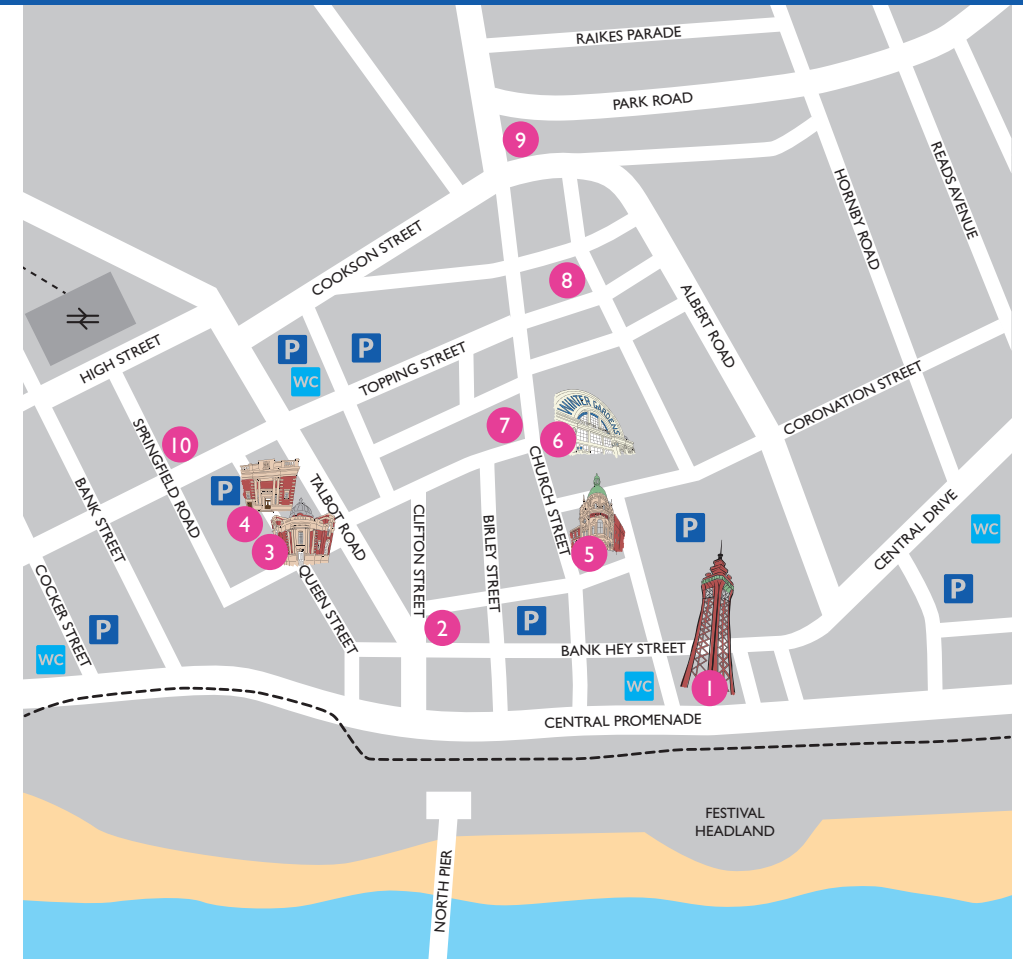 RAIKES PARADE
PARK ROAD
9
READS AVENUE
HORNBY ROAD
COOKSON STREET
8
ALBERT ROAD
HIGH STREET
P
P
WC
TOPPING STREET
CORONATION STREET
WINTER GARDENS
7
6
10
SPRINGFIELD ROAD
CHURCH STREET
P
TALBOT ROAD
BANK STREET
4
3
CLIFTON STREET
BIRLEY STREET
5
P
CENTRAL DRIVE
WC
COCKER STREET
QUEEN STREET
P
P
2
P
BANK HEY STREET
WC
WC
1
CENTRAL PROMENADE
FESTIVAL
HEADLAND
NORTH PIER